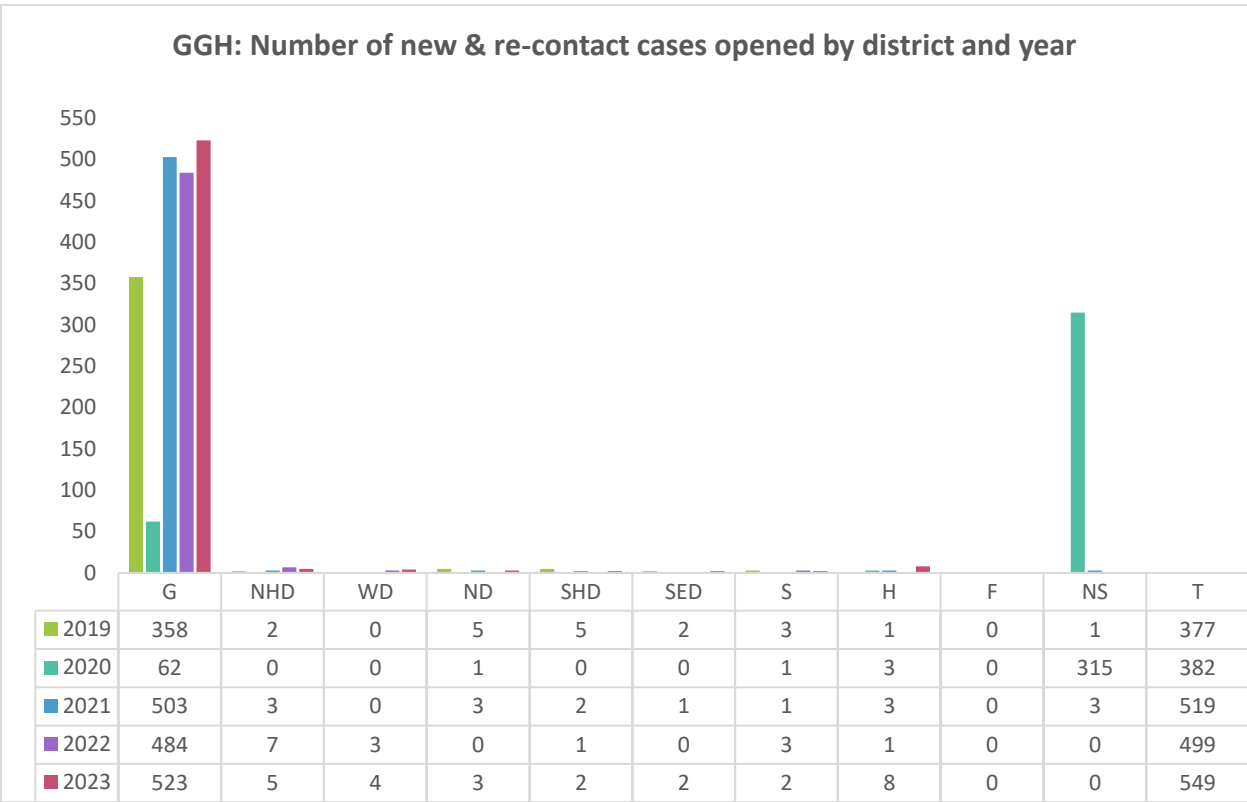 GGH: Number of new & re-contact cases opened by district and year
550
500
450
400
350
300
250
200
150
100
50
0
G NHD WD ND SHD SED S H F NS T
2019 358 2 0 5 5 2 3 1 0 1 377
2020 62 0 0 1 0 0 1 3 0 315 382
2021 503 3 0 3 2 1 1 3 0 3 519
2022 484 7 3 0 1 0 3 1 0 0 499
2023 523 5 4 3 2 2 2 8 0 0 549